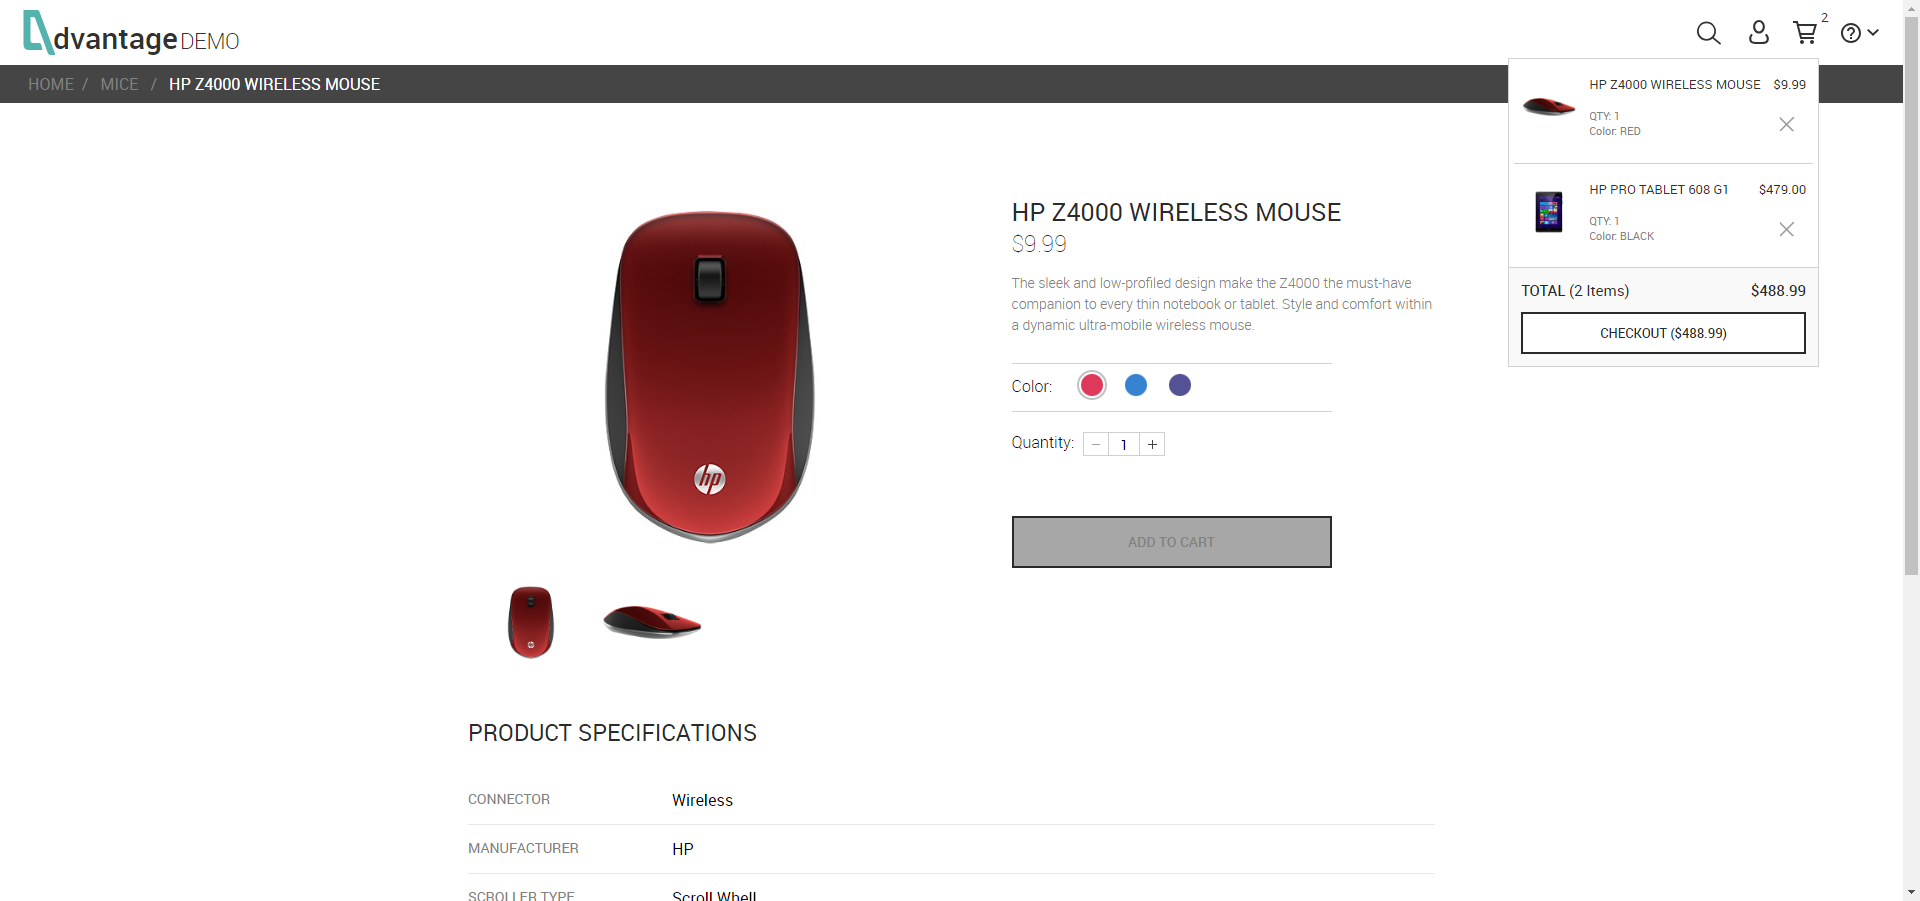 dvantage DEMO
2
HOME / MICE / HP Z4000 WIRELESS MOUSE
HP Z4000 WIRELESS MOUSE $9.99
QTY: 1
Color: RED
HP PRO TABLET 608 G1 $479.00
QTY: 1
Color: BLACK
TOTAL (2 Items) $488.99
CHECKOUT ($488.99)
hp
HP Z4000 WIRELESS MOUSE
$9.99
The sleek and low-profiled design make the Z4000 the must-have
companion to every thin notebook or tablet. Style and comfort within
a dynamic ultra-mobile wireless mouse.
Color:
Quantity: − 1 +
ADD TO CART
PRODUCT SPECIFICATIONS
CONNECTOR Wireless
MANUFACTURER HP
SCROLLER TYPE Scroll Whell